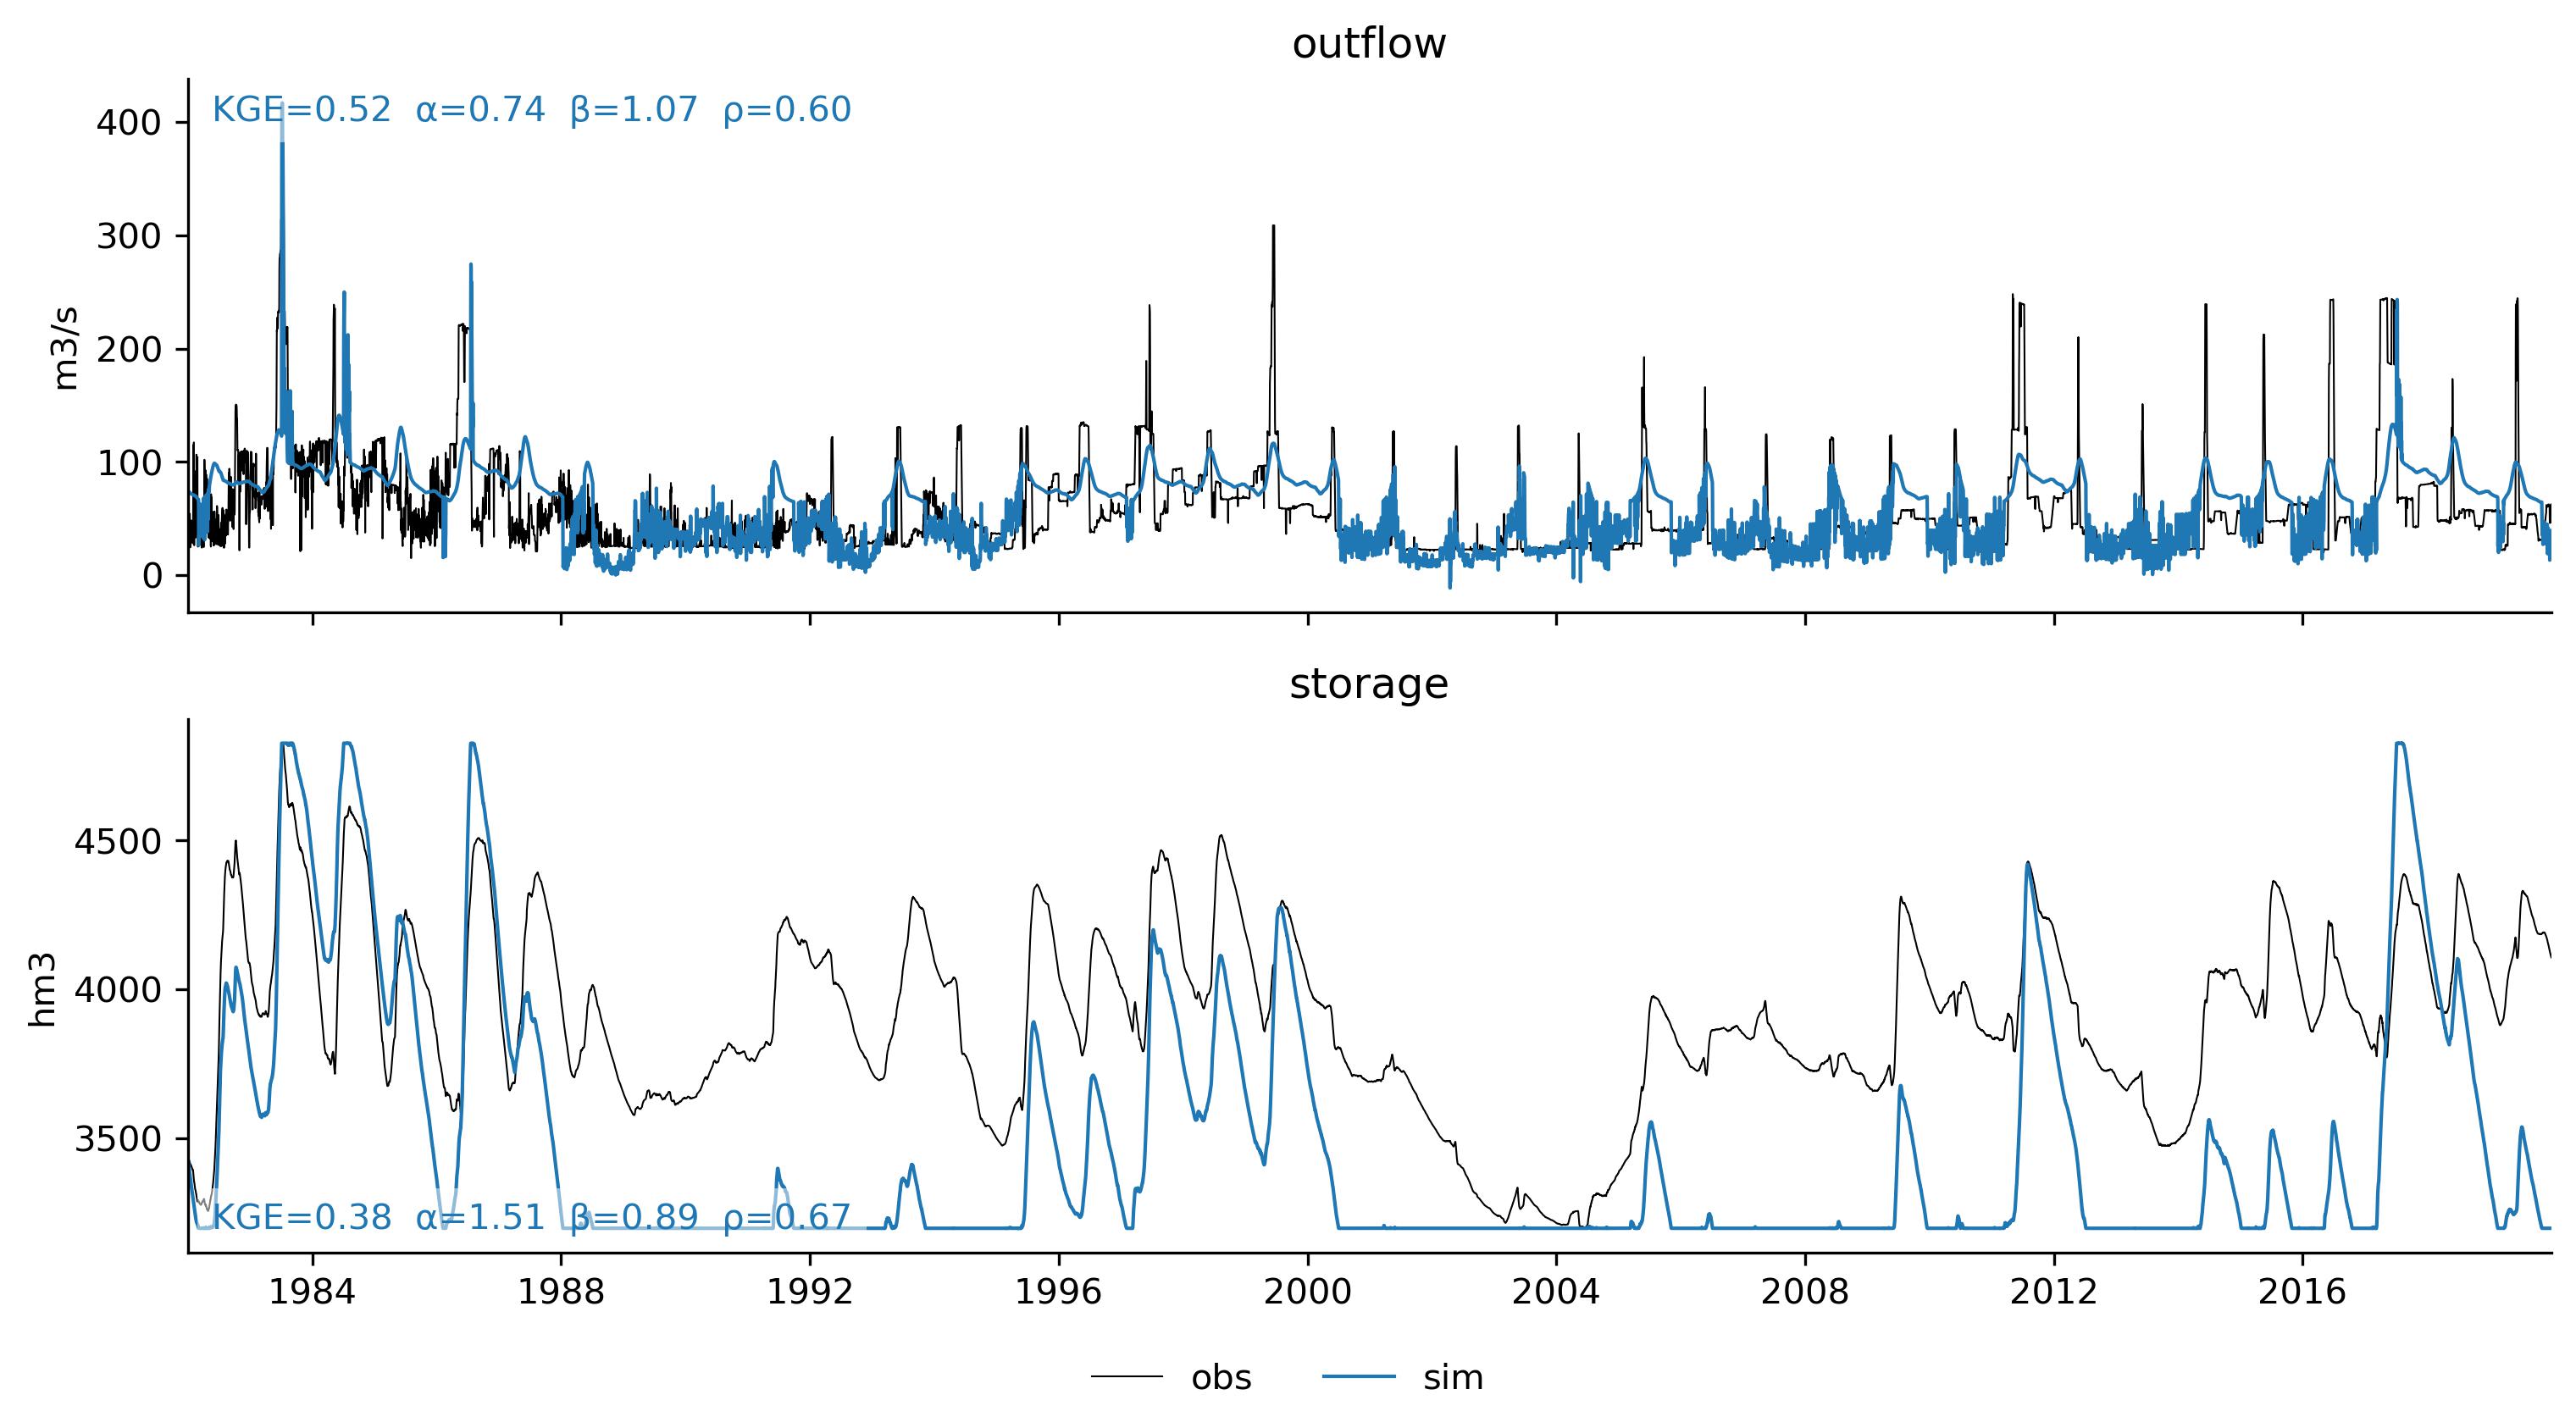 outflow
KGE=0.52 α=0.74 β=1.07 ρ=0.60
400
300
200
100
0
m3/s
storage
4500
4000
3500
hm3
KGE=0.38 α=1.51 β=0.89 ρ=0.67
1984 1988 1992 1996 2000 2004 2008 2012 2016
obs sim